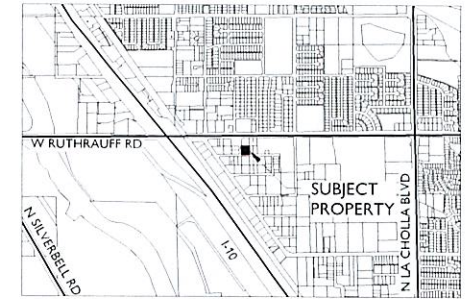 W RUTHRAUFF RD
SUBJECT
PROPERTY
N LA CHOLLA BLVD
I-10
N SILVERBELL RD